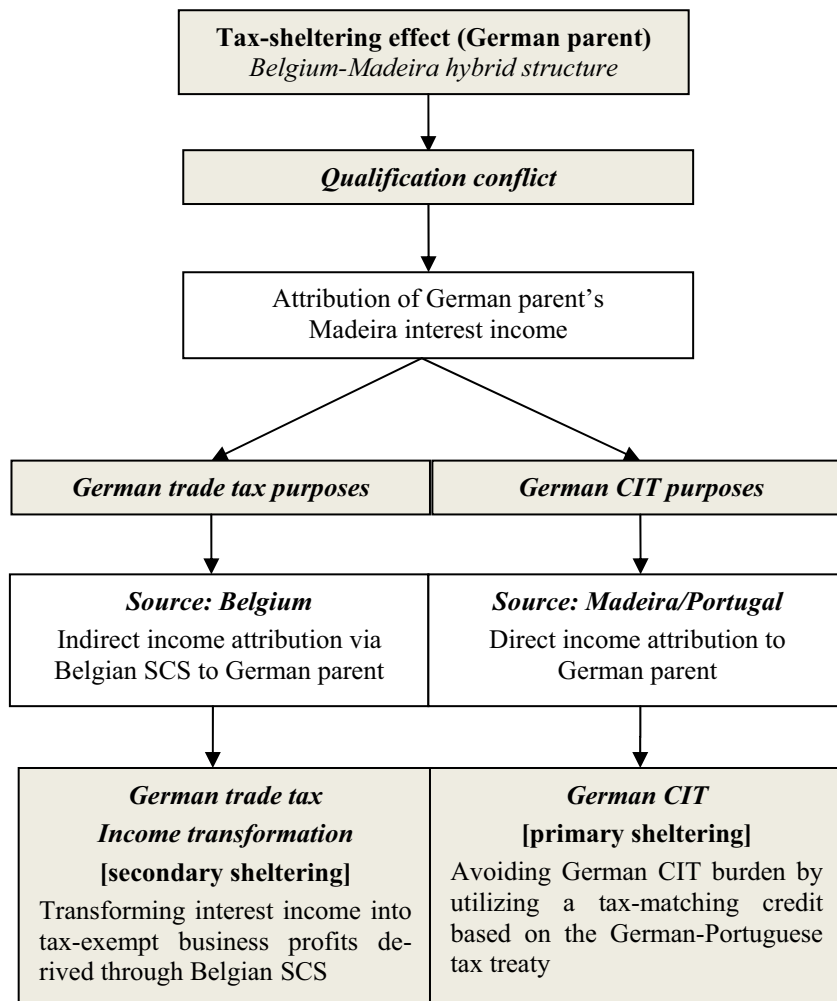 Tax-sheltering effect (German parent)
Belgium-Madeira hybrid structure
Qualification conflict
Attribution of German parent's
Madeira interest income
German trade tax purposes
German CIT purposes
Source: Belgium
Indirect income attribution via
Belgian SCS to German parent
Source: Madeira/Portugal
Direct income attribution to
German parent
German trade tax
Income transformation
[secondary sheltering]
Transforming interest income into
tax-exempt business profits de-
rived through Belgian SCS
German CIT
[primary sheltering]
Avoiding German CIT burden by
utilizing a tax-matching credit
based on the German-Portuguese
tax treaty